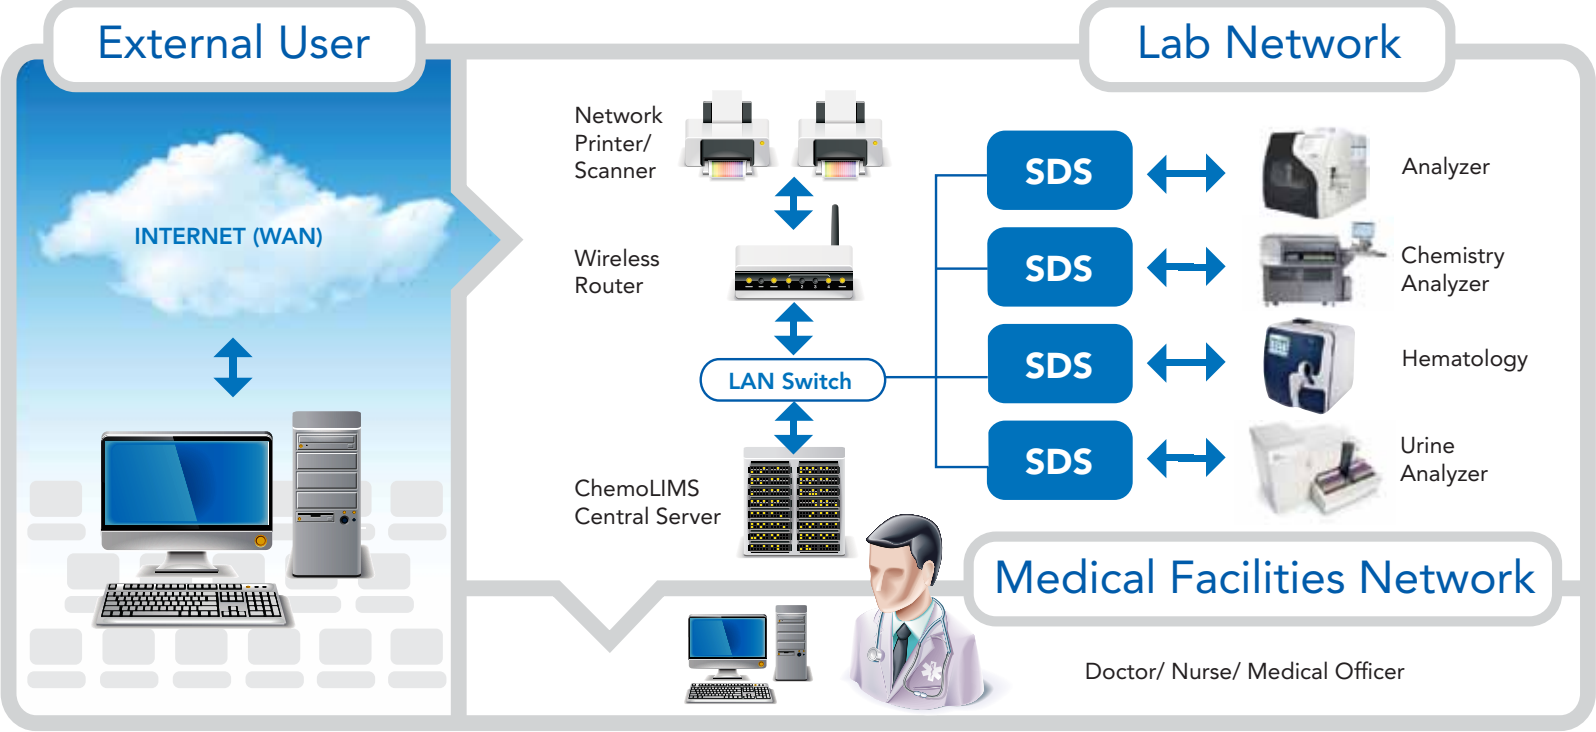 External User
Lab Network
INTERNET (WAN)
Network
Printer/
Scanner
Wireless
Router
LAN Switch
ChemoLIMS
Central Server
SDS
Analyzer
SDS
Chemistry
Analyzer
SDS
Hematology
SDS
Urine
Analyzer
Medical Facilities Network
Doctor/ Nurse/ Medical Officer